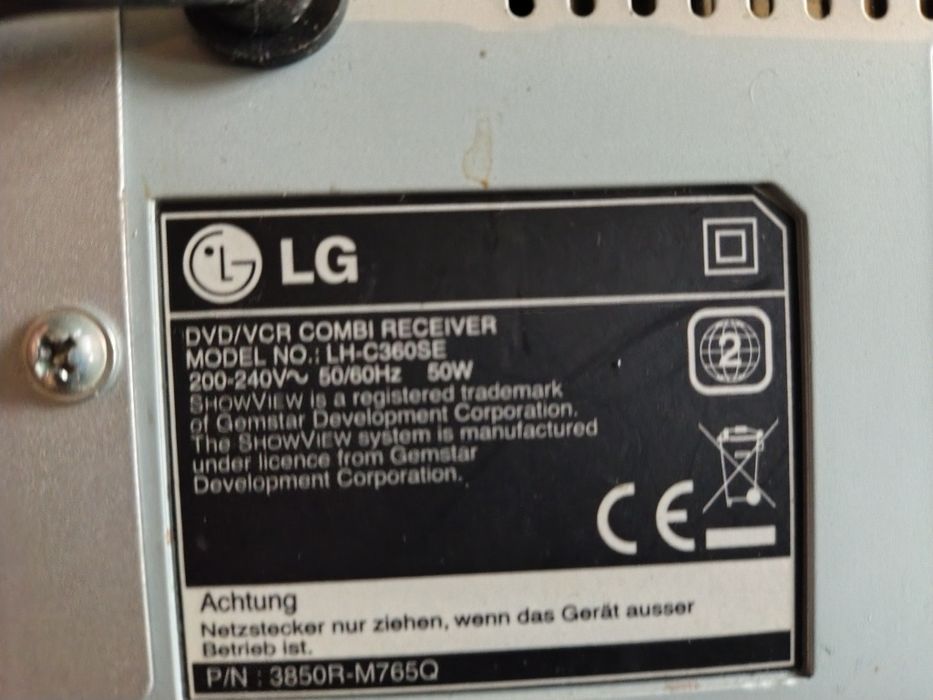 LG LG
DVD/VCR COMBI RECEIVER
MODEL NO.: LH-C360SE
200-240V~ 50/60Hz 50W
SHOWVIEW is a registered trademark
of Gemstar Development Corporation.
The SHOWVIEW system is manufactured
under licence from Gemstar
Development Corporation.
2
CE
Achtung
Netzstecker nur ziehen, wenn das Gerät ausser
Betrieb ist.
P/N : 3850R-M765Q